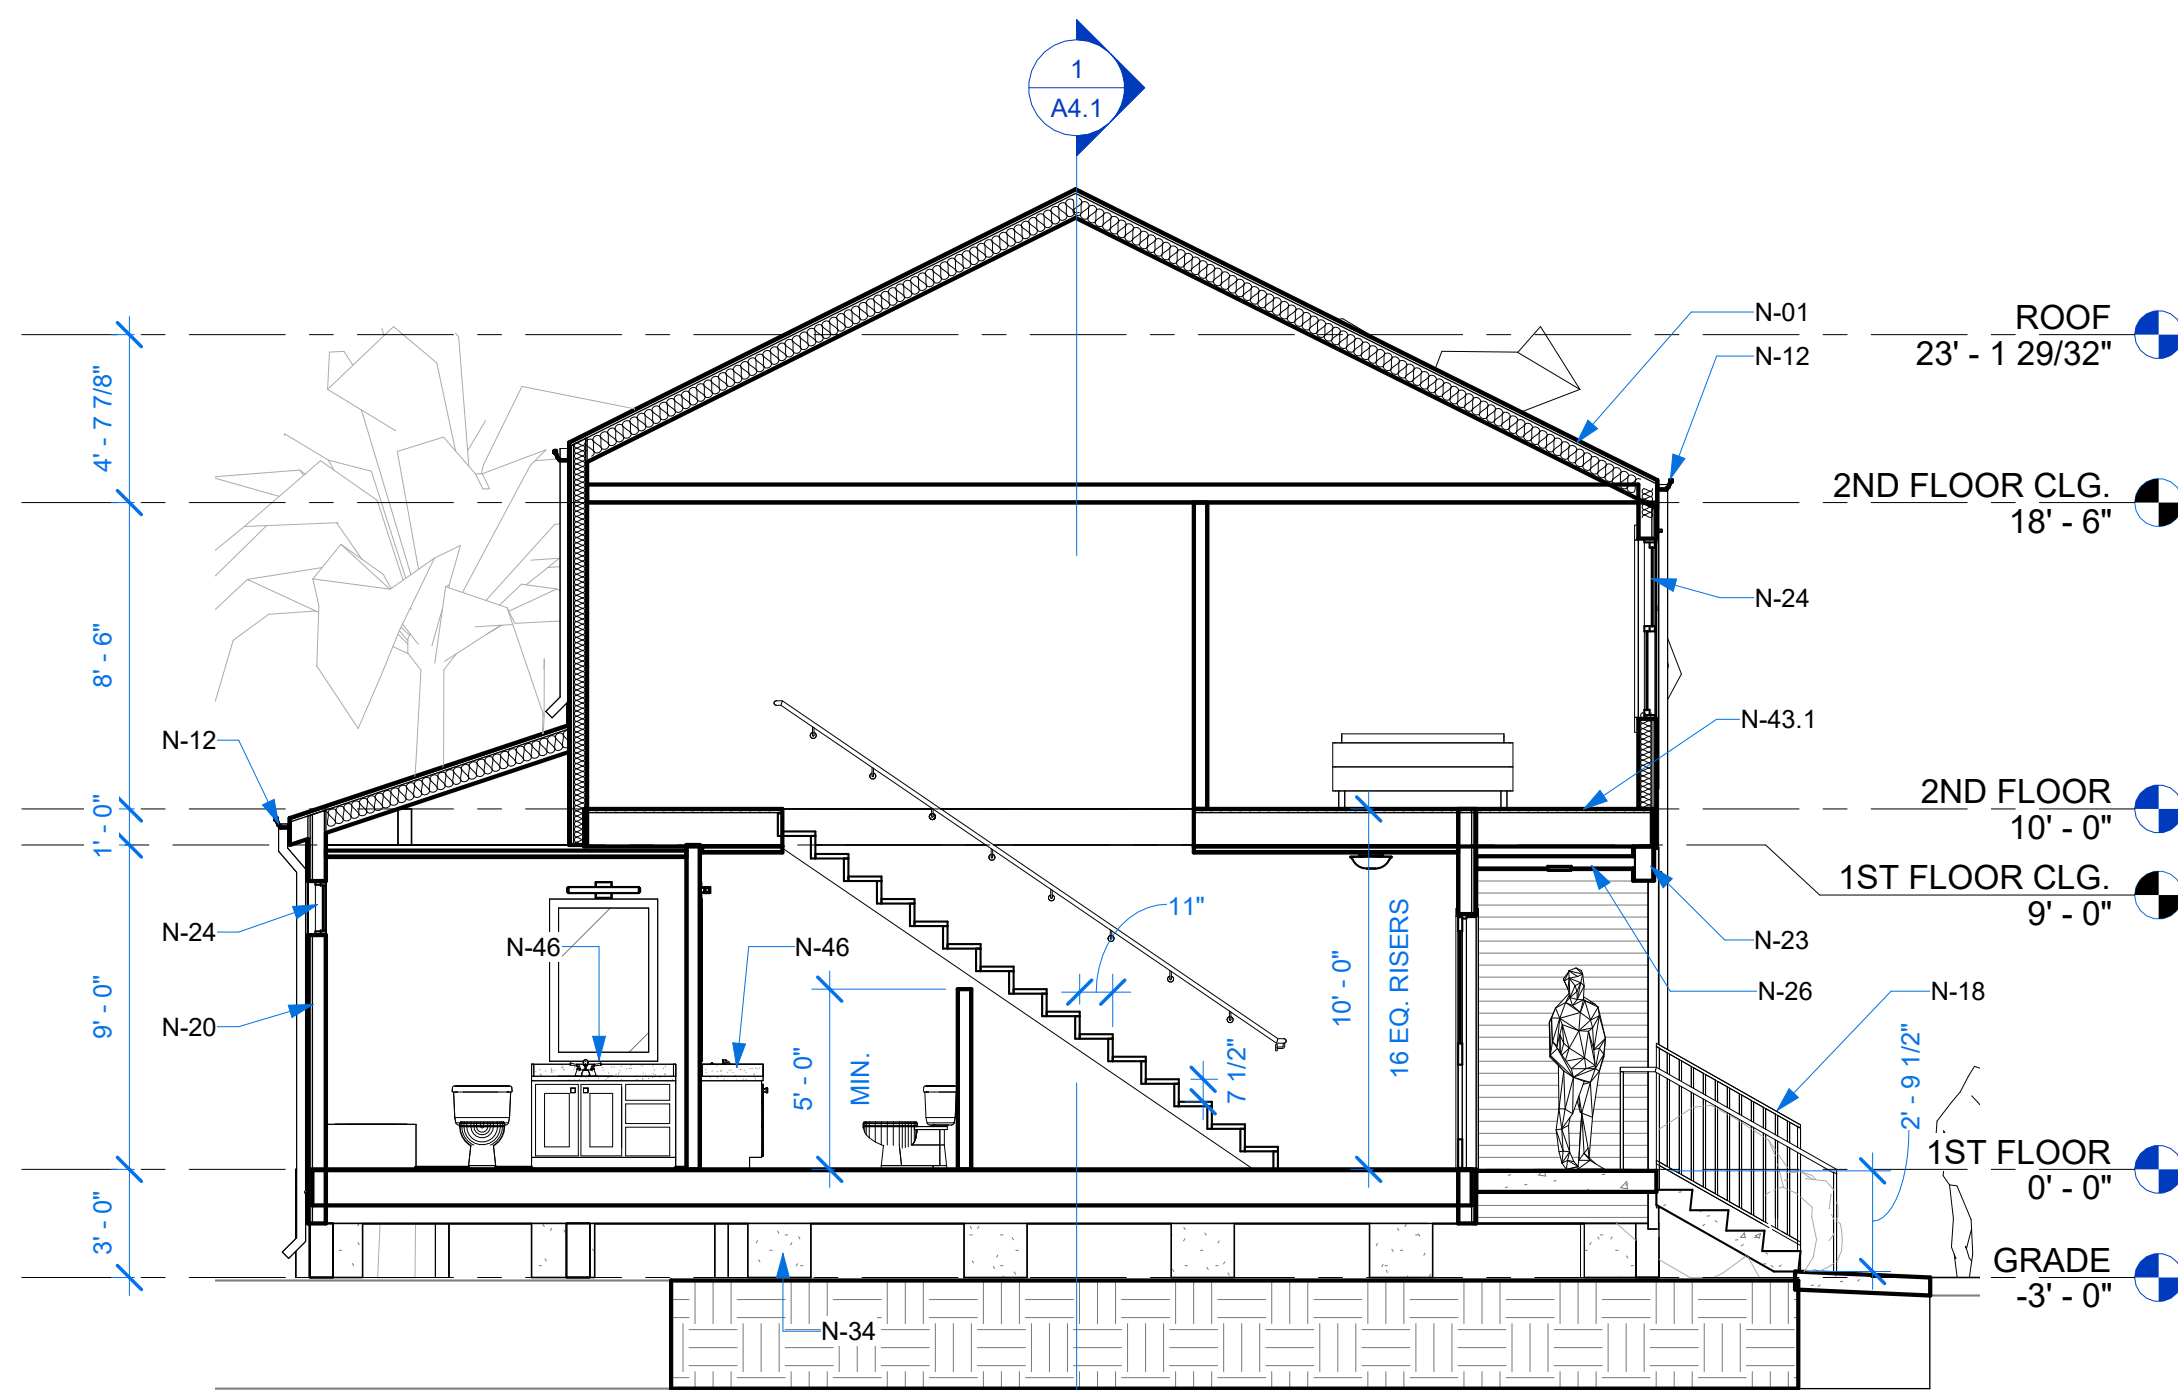 1
A4.1
N-01
ROOF
23' - 1 29/32"
N-12
4' - 7 7/8"
2ND FLOOR CLG.
18' - 6"
N-24
8' - 6"
N-43.1
N-12
2ND FLOOR
10' - 0"
1' - 0"
1ST FLOOR CLG.
9' - 0"
11"
N-24
N-46
N-46
N-23
10' - 0"
16 EQ. RISERS
N-26
N-18
9' - 0"
N-20
5' - 0"
MIN.
7 1/2"
2' - 9 1/2"
1ST FLOOR
0' - 0"
3' - 0"
GRADE
-3' - 0"
N-34